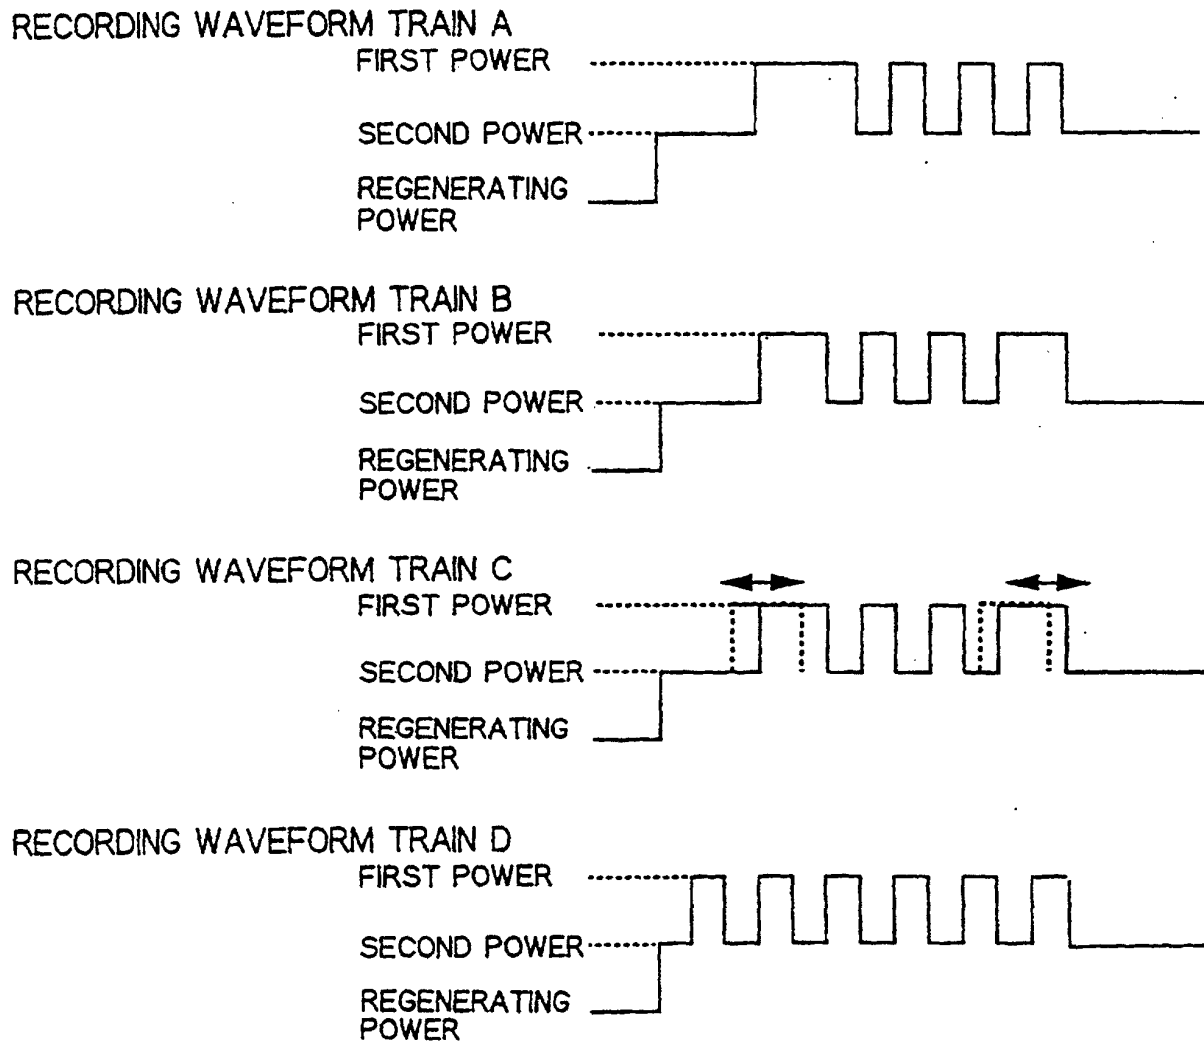 RECORDING WAVEFORM TRAIN A
FIRST POWER
SECOND POWER
REGENERATING
POWER
RECORDING WAVEFORM TRAIN B
FIRST POWER
SECOND POWER
REGENERATING
POWER
RECORDING WAVEFORM TRAIN C
FIRST POWER
SECOND POWER
REGENERATING
POWER
RECORDING WAVEFORM TRAIN D
FIRST POWER
SECOND POWER
REGENERATING
POWER